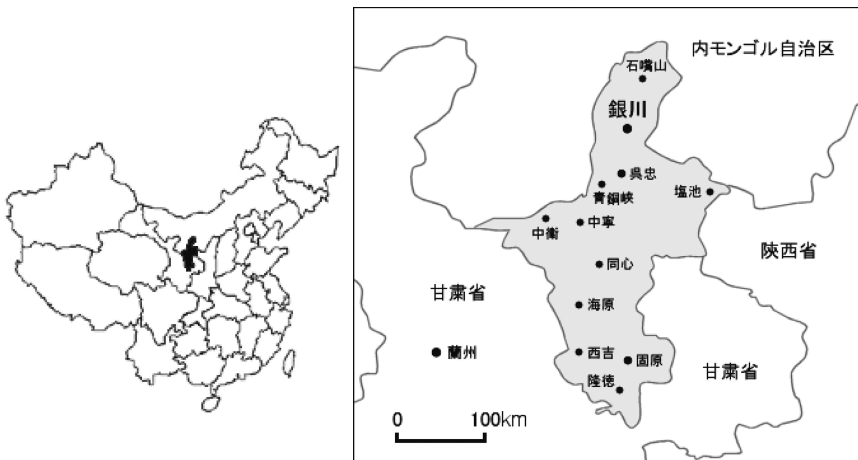 内モンゴル自治区
石嘴山
銀川
呉忠
青銅峡
塩池
中衛
中寧
陝西省
同心
甘粛省
海原
蘭州
西吉
固原
甘粛省
隆徳
0 100km